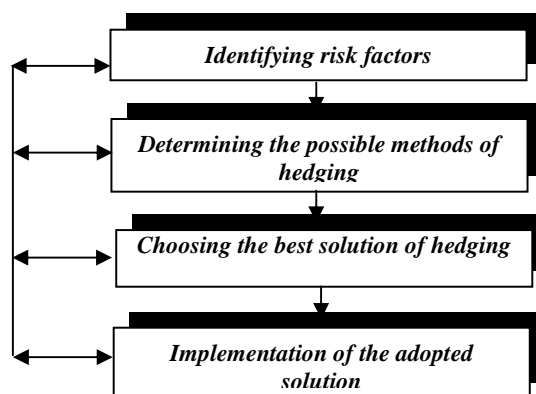 Identifying risk factors
Determining the possible methods of
hedging
Choosing the best solution of hedging
Implementation of the adopted
solution